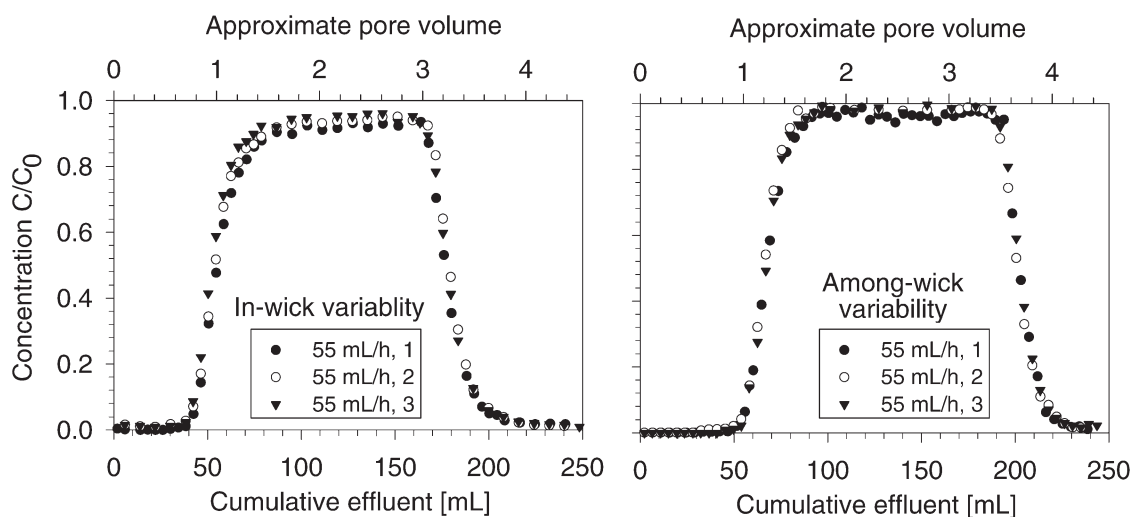 Approximate pore volume
0 1 2 3 4
1.0
0.8
0.6
0.4
0.2
0.0
Concentration C/C0
In-wick variablity
55 mL/h, 1
55 mL/h, 2
55 mL/h, 3
0 50 100 150 200 250
Cumulative effluent [mL]
Approximate pore volume
0 1 2 3 4
Among-wick
variability
55 mL/h, 1
55 mL/h, 2
55 mL/h, 3
0 50 100 150 200 250
Cumulative effluent [mL]